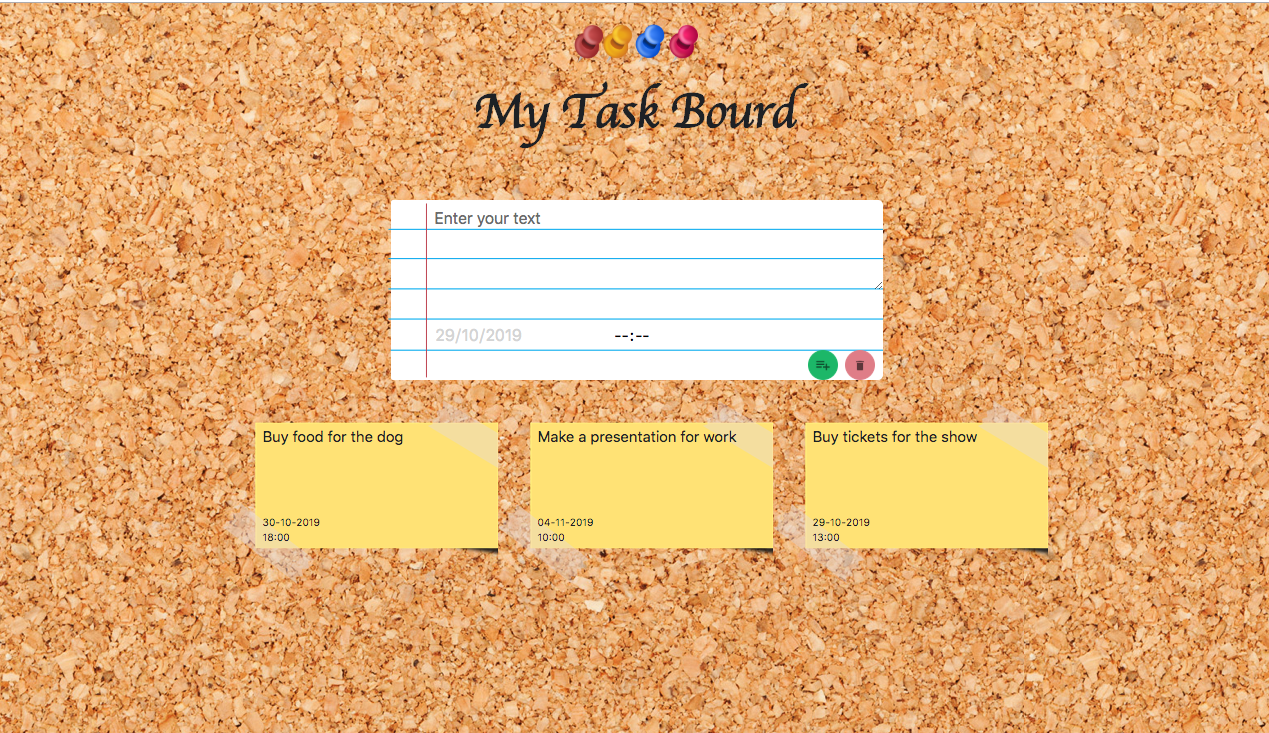 My Task Bourd
Enter your text
29/10/2019 --:--
Buy food for the dog
30-10-2019
18:00
Make a presentation for work
04-11-2019
10:00
Buy tickets for the show
29-10-2019
13:00